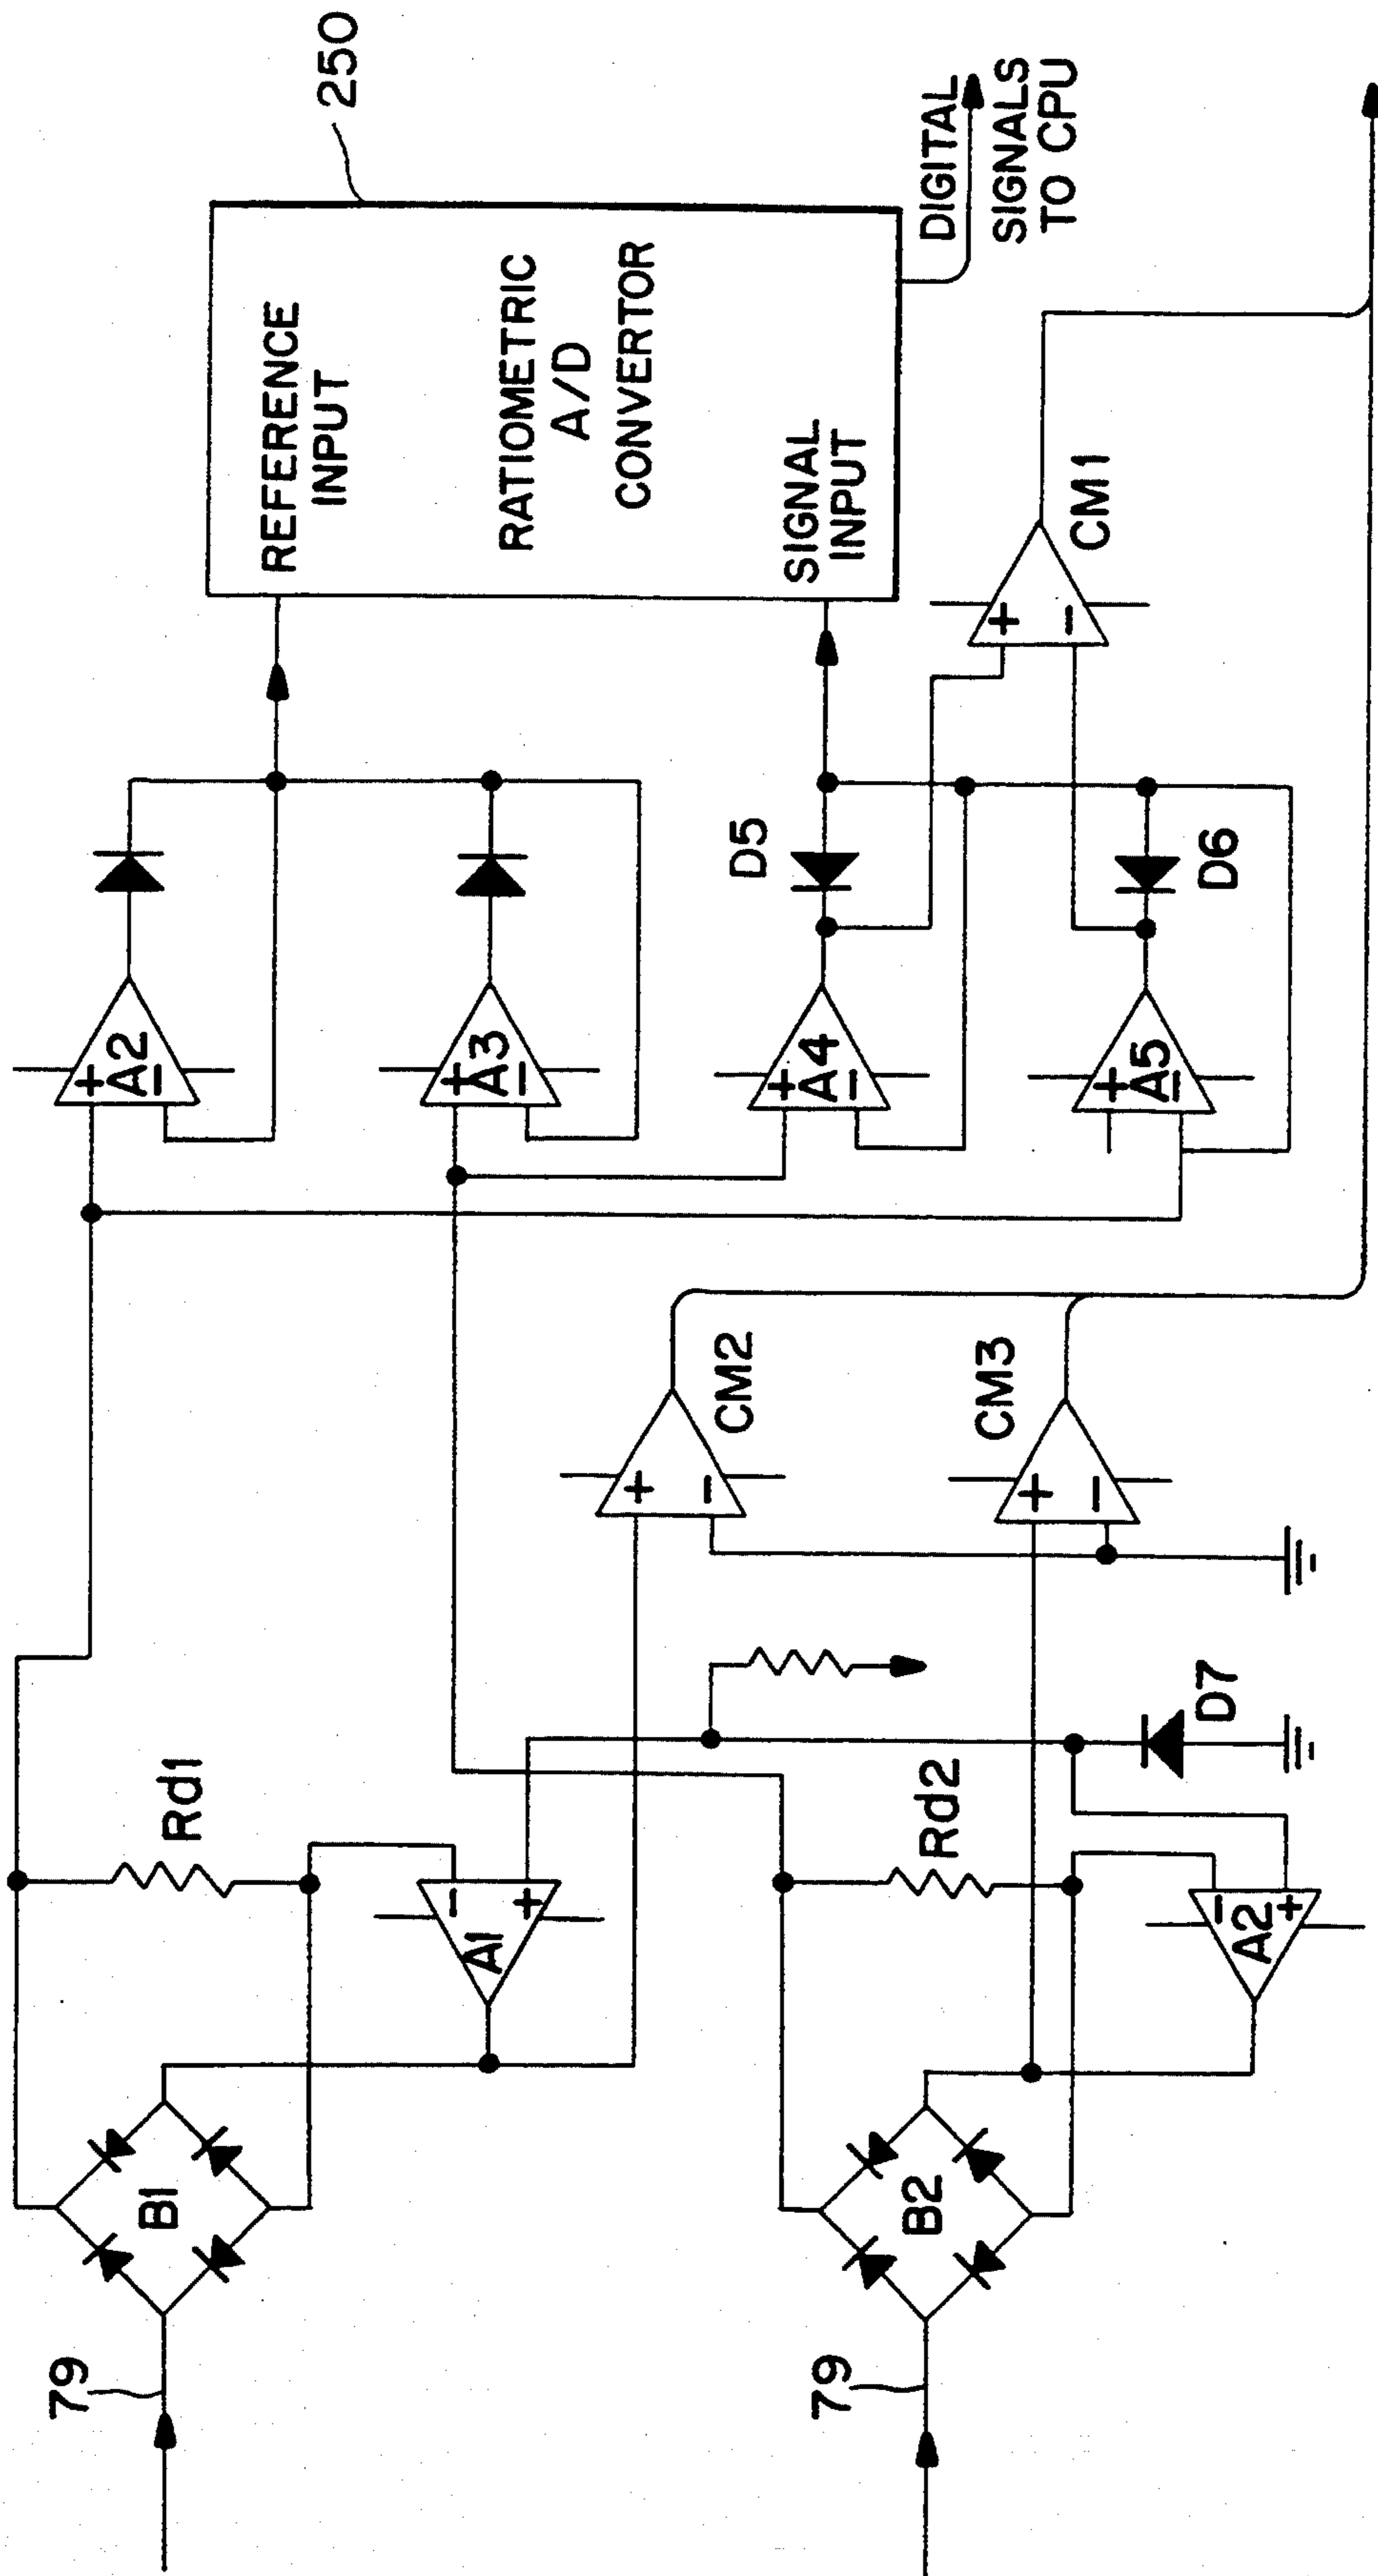 250
REFERENCE
INPUT
RATIOMETRIC
A/D
CONVERTOR
SIGNAL
INPUT
DIGITAL
SIGNALS
TO CPU
+
A2
−
+
A3
−
D5
+
A4
−
+
A5
−
D6
+
−
CM1
+
−
CM2
+
−
CM3
Rd1
−
+
A1
Rd2
D7
−
+
A2
B1
79
B2
79